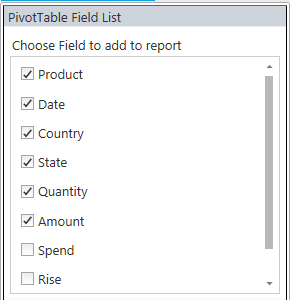 PivotTable Field List
Choose Field to add to report
Product
Date
Country
State
Quantity
Amount
Spend
Rise